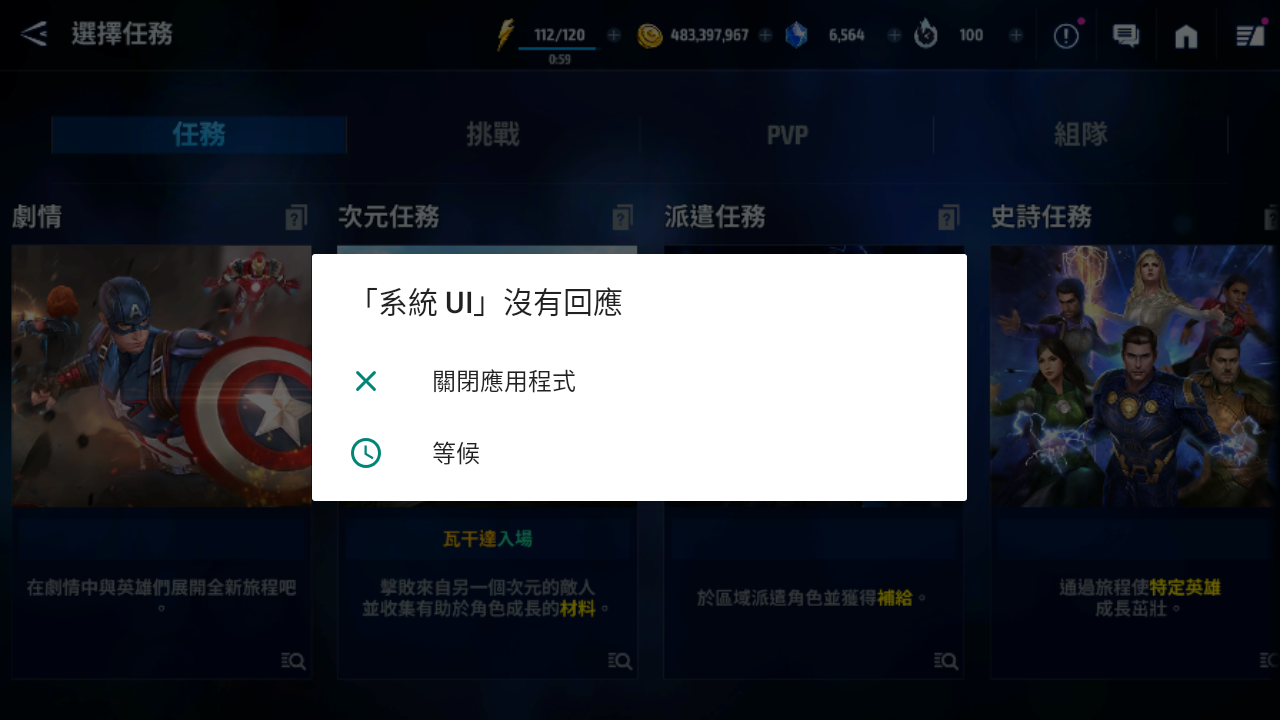 選擇任務
112/120
0:59
483,397,967
6,564
100
任務
挑戰
PVP
組隊
劇情
次元任務
派遣任務
史詩任務
「系統 UI」沒有回應
關閉應用程式
等候
在劇情中與英雄們展開全新旅程吧
。
瓦干達入場
擊敗來自另一個次元的敵人
並收集有助於角色成長的材料。
於區域派遣角色並獲得補給。
通過旅程使特定英雄
成長茁壯。